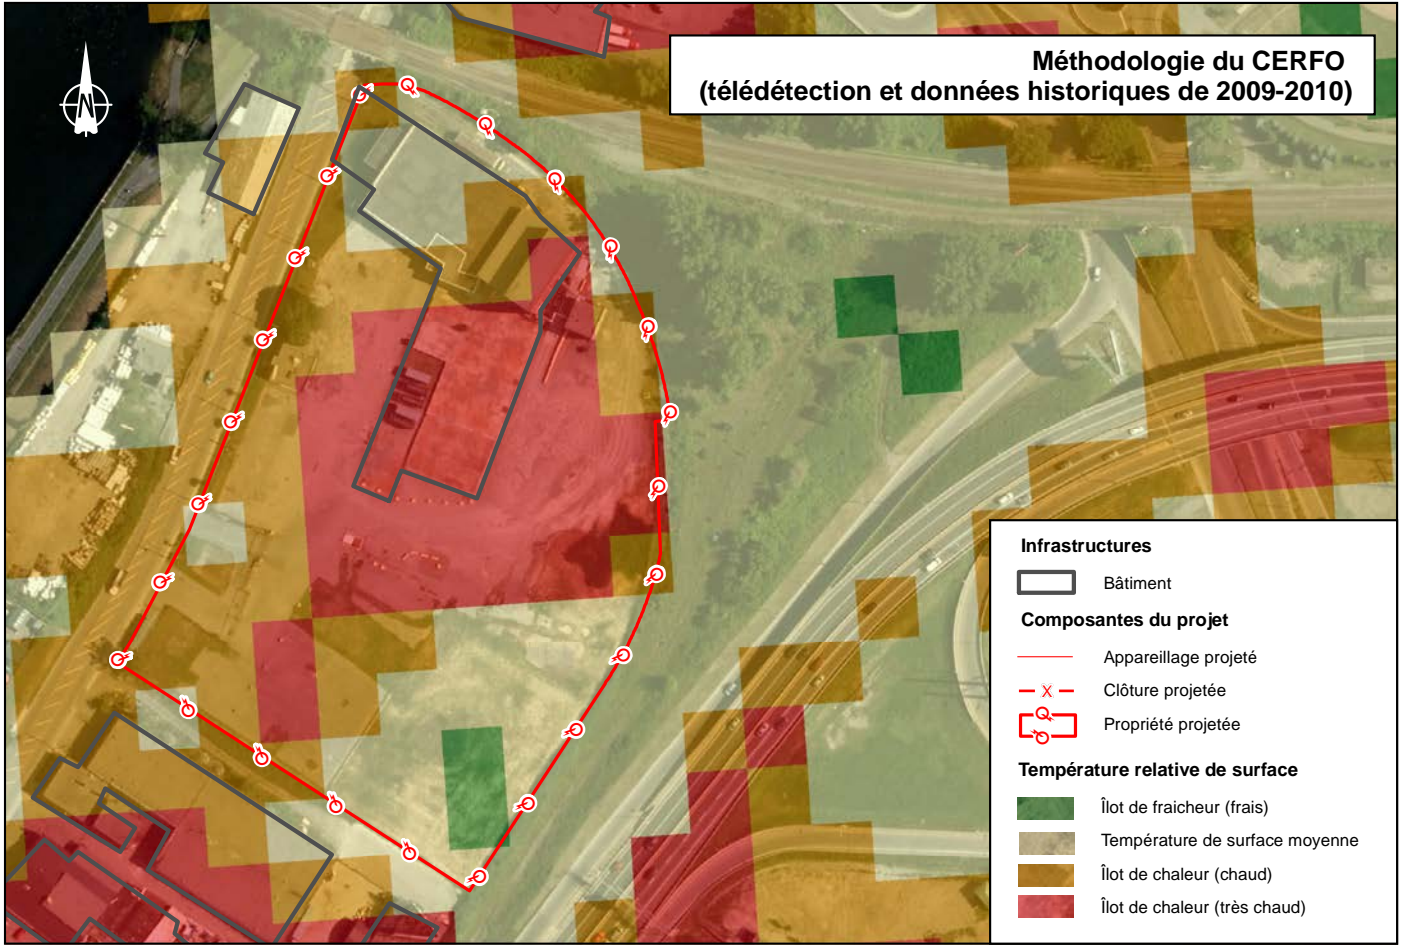 N
Méthodologie du CERFO
(télédétection et données historiques de 2009-2010)
Infrastructures
Bâtiment
Composantes du projet
Appareillage projeté
X Clôture projetée
Propriété projetée
Température relative de surface
Îlot de fraicheur (frais)
Température de surface moyenne
Îlot de chaleur (chaud)
Îlot de chaleur (très chaud)